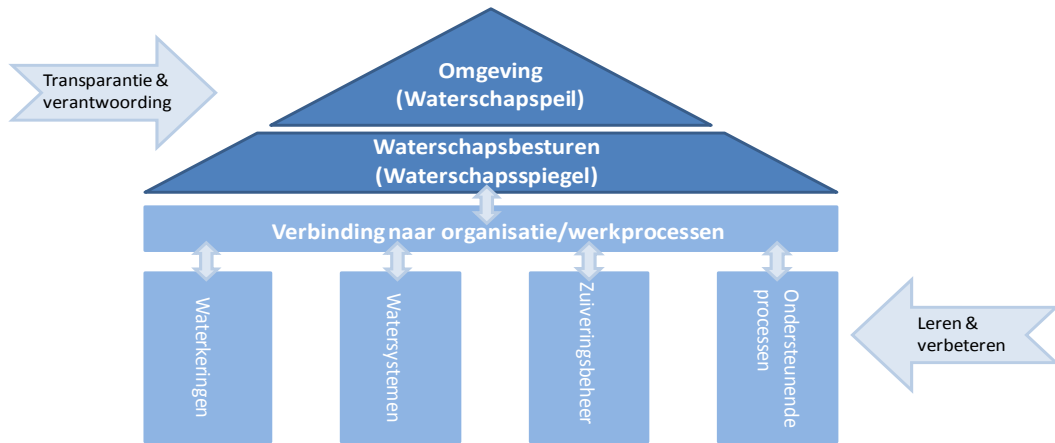 Transparantie &
verantwoording
Omgeving
(Waterschapspeil)
Waterschapsbesturen
(Waterschapsspiegel)
Verbinding naar organisatie/werkprocessen
Waterkeringen
Watersystemen
Zuiveringsbeheer
Ondersteunende
processen
Leren &
verbeteren